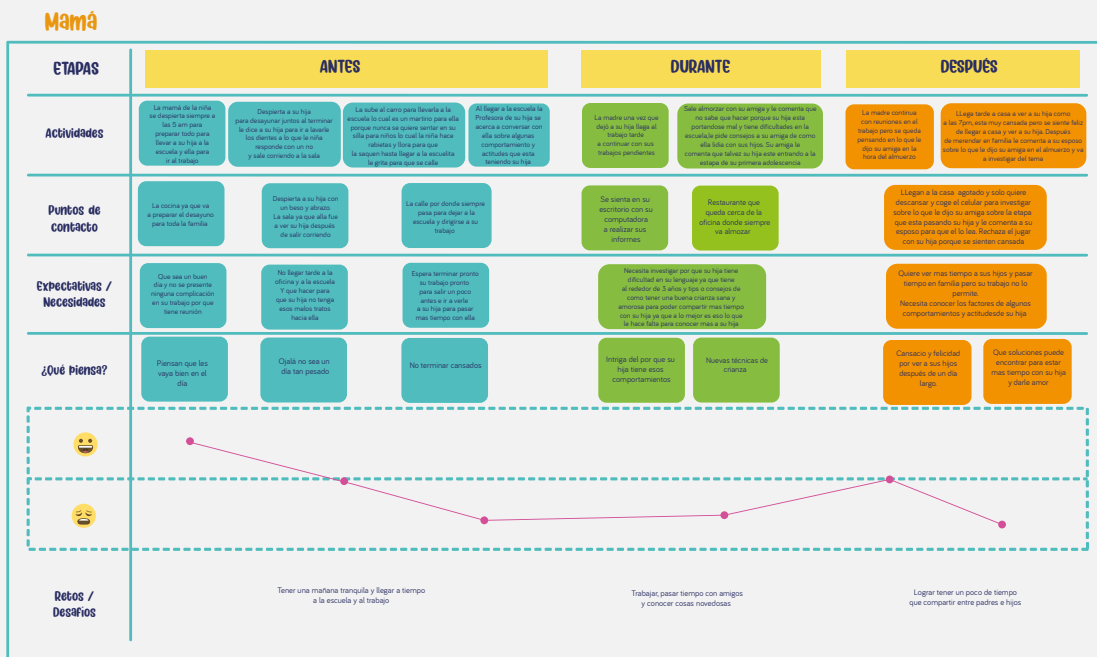 Mamá
ETAPAS
ANTES
DURANTE
DESPUÉS
Actividades
La mamá de la niña
se despierta siempre a
las 5 am para
preparar todo para
llevar a su hija a la
escuela y ella para
ir al trabajo
Despierta a su hija
para desayunar juntos al terminar
le dice a su hija para ir a lavarle
los dientes a lo que la niña
responde con un no
y sale corriendo a la sala
La sube al carro para llevarla a la
escuela lo cual es un martirio para ella
porque nunca se quiere sentar en su
silla para niños lo cual la niña hace
rabietas y llora para que
la saquen hasta llegar a la escuelita
le grita para que se calle
Al llegar a la escuela la
Profesora de su hija se
acerca a conversar con
ella sobre algunas
comportamiento y
actitudes que esta
teniendo su hija
La madre una vez que
dejó a su hija llega al
trabajo tarde
a continuar con sus
trabajos pendientes
Sale almorzar con su amiga y le comenta que
no sabe que hacer porque su hija esta
portandose mal y tiene dificultades en la
escuela,le pide consejos a su amiga de como
ella lidia con sus hijos. Su amiga le
comenta que talvez su hija este entrando a la
estapa de su primera adolescencia
La madre continua
con reuniones en el
trabajo pero se queda
pensando en lo que le
dijo su amiga en la
hora del almuerzo
LLega tarde a casa a ver a su hija como
a las 7pm, esta muy cansada pero se siente feliz
de llegar a casa y ver a su hija. Después
de merendar en familia le comenta a su esposo
sobre lo que le dijo su amiga en el almuerzo y va
a investigar del tema
Puntos de
contacto
La cocina ya que va
a preparar el desayuno
para toda la familia
Despierta a su hija con
un beso y abrazo.
La sala ya que alla fue
a ver su hija después
de salir corriendo
La calle por donde siempre
pasa para dejar a la
escuela y dirigirse a su
trabajo
Se sienta en su
escritorio con su
computadora
a realizar sus
informes
Restaurante que
queda cerca de la
oficina donde siempre
va almozar
LLegan a la casa  agotado y solo quiere
descansar y coge el celular para investigar
sobre lo que le dijo su amiga sobre la etapa
que esta pasando su hija y le comenta a su
esposo para que el lo lea. Rechaza el jugar
con su hija porque se sienten cansada
Expectativas /
Necesidades
Que sea un buen
dia y no se presente
ninguna complicación
en su trabajo por que
tiene reunión
No llegar tarde a la
oficina y a la escuela
Y que hacer para
que su hija no tenga
esos malos tratos
hacia ella
Espera terminar pronto
su trabajo pronto
para salir un poco
antes e ir a verla
a su hija para pasar
mas tiempo con ella
Necesita investigar por que su hija tiene
dificultad en su lenguaje ya que tiene
al rededor de 3 años y tips o consejos de
como tener una buena crianza sana y
amorosa para poder compartir mas tiempo
con su hija ya que a lo mejor es eso lo que
le hace falta para conocer mas a su hija
Quiere ver mas tiempo a sus hijos y pasar
tiempo en familia pero su trabajo no lo
permite.
Necesita conocer los factores de algunos
comportamientos y actitudesde su hija
¿Qué piensa?
Piensan que les
vaya bien en el
día
Ojalá no sea un
día tan pesado
No terminar cansados
Intriga del por que su
hija tiene esos
comportamientos
Nuevas técnicas de
crianza
Cansacio y felicidad
por ver a sus hijos
después de un día
largo.
Que soluciones puede
encontrar para estar
mas tiempo con su hija
y darle amor
Retos /
Desafios
Tener una mañana tranquila y llegar a tiempo
a la escuela y al trabajo
Trabajar, pasar tiempo con amigos
y conocer cosas novedosas
Lograr tener un poco de tiempo
que compartir entre padres e hijos